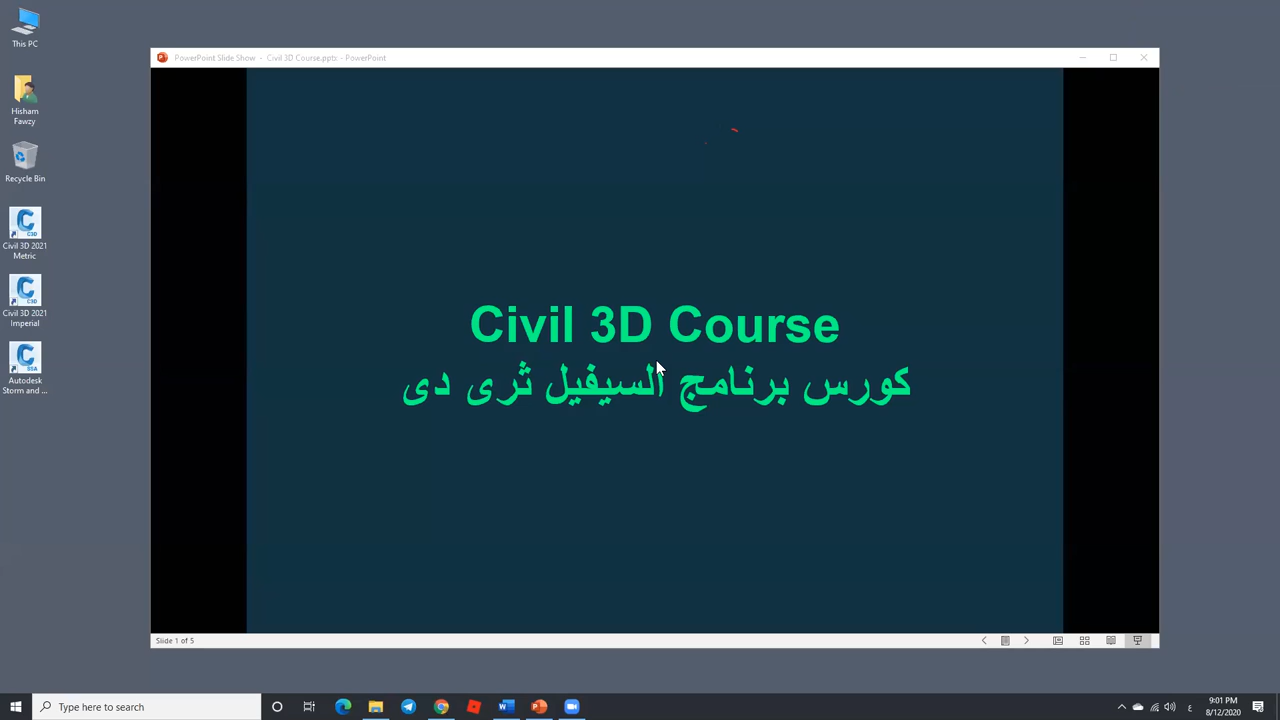 This PC
PowerPoint Slide Show - Civil 3D Course.pptx - PowerPoint
Hisham
Fawzy
Recycle Bin
Civil 3D 2021
Metric
Civil 3D 2021
Imperial
Autodesk
Storm and ...
Civil 3D Course
كورس برنامج السيفيل ثرى دى
Slide 1 of 5
Type here to search
ع
9:01 PM
8/12/2020